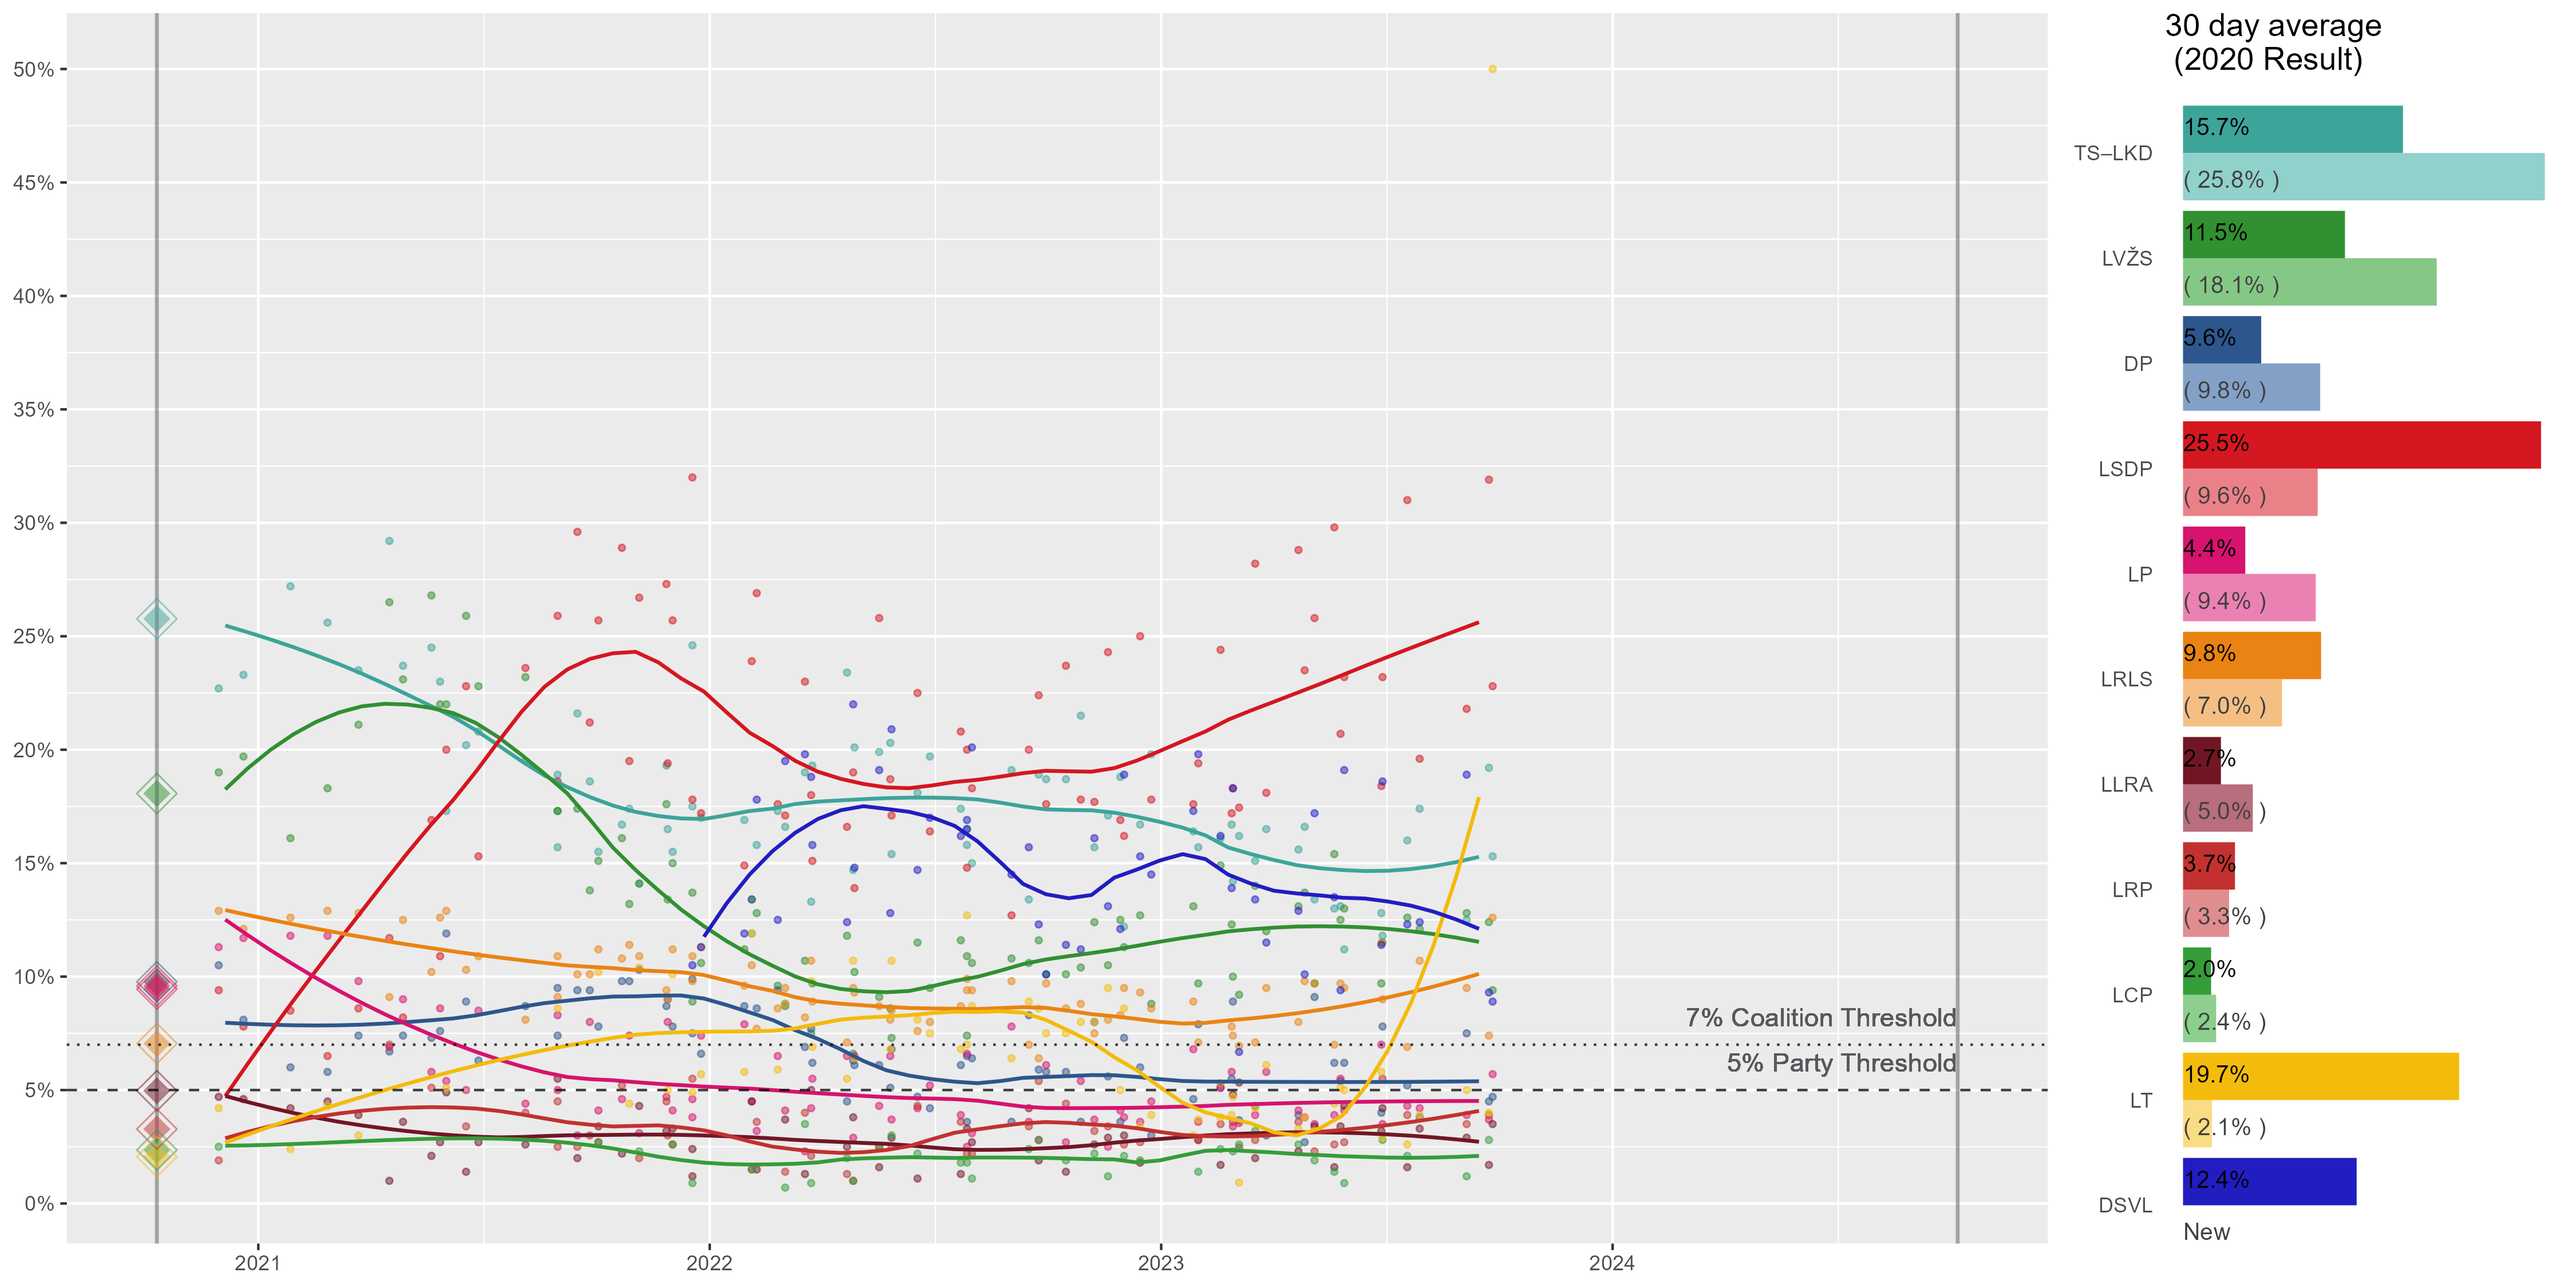 50%
45%
40%
35%
30%
25%
20%
15%
10%
5%
0%
2021
2022
2023
2024
7% Coalition Threshold
5% Party Threshold
30 day average
(2020 Result)
TS–LKD
15.7%
( 25.8% )
LVŽS
11.5%
( 18.1% )
DP
5.6%
( 9.8% )
LSDP
25.5%
( 9.6% )
LP
4.4%
( 9.4% )
LRLS
9.8%
( 7.0% )
LLRA
2.7%
( 5.0% )
LRP
3.7%
( 3.3% )
LCP
2.0%
( 2.4% )
LT
19.7%
( 2.1% )
DSVL
12.4%
New